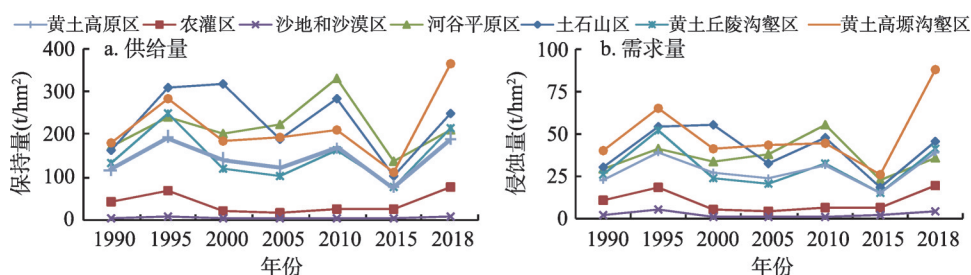 黄土高原区 农灌区 沙地和沙漠区 河谷平原区 土石山区 黄土丘陵沟壑区 黄土高塬沟壑区
a. 供给量
保持量(t/hm²)
400
300
200
100
0
1990 1995 2000 2005 2010 2015 2018
年份
b. 需求量
侵蚀量(t/hm²)
100
75
50
25
0
1990 1995 2000 2005 2010 2015 2018
年份